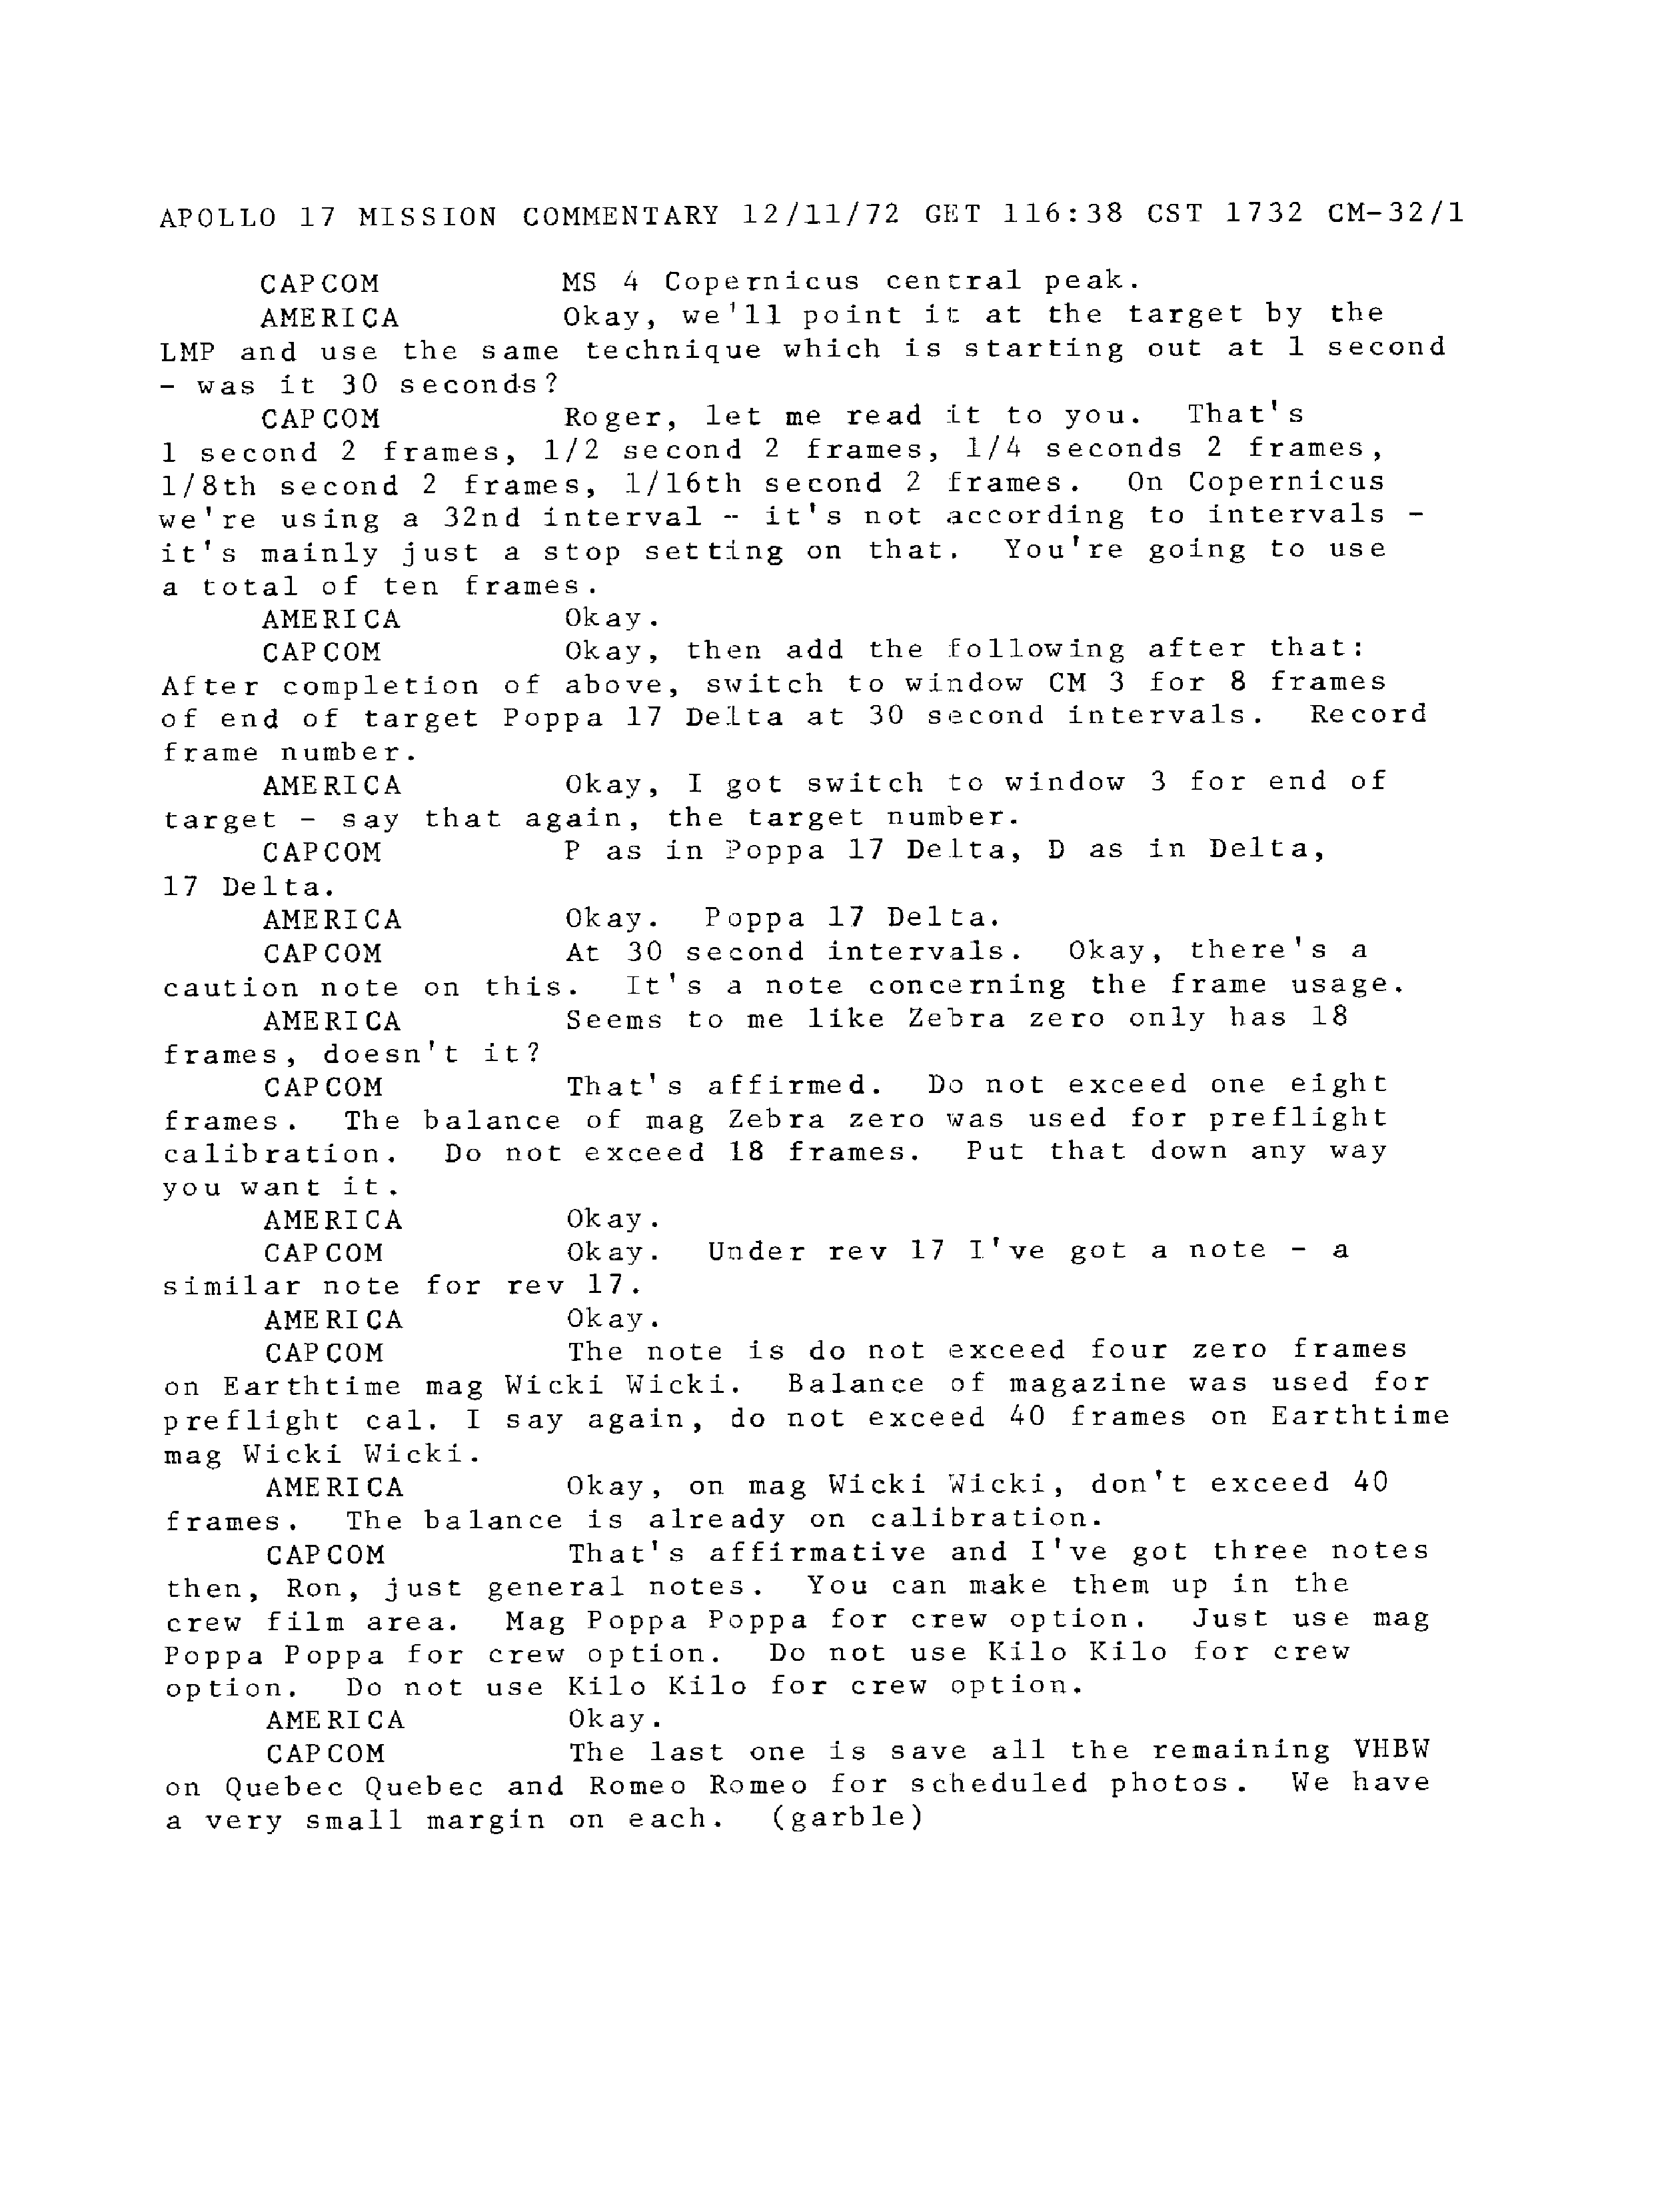 APOLLO 17 MISSION COMMENTARY 12/11/72 GET 116:38 CST 1732 CM-32/1
CAPCOM MS 4 Copernicus central peak.
AMERICA Okay, we'll point it at the target by the
LMP and use the same technique which is starting out at 1 second
- was it 30 seconds?
CAPCOM Roger, let me read it to you. That's
1 second 2 frames, 1/2 second 2 frames, 1/4 seconds 2 frames,
1/8th second 2 frames, 1/16th second 2 frames. On Copernicus
we're using a 32nd interval - it's not according to intervals -
it's mainly just a stop setting on that. You're going to use
a total of ten frames.
AMERICA Okay.
CAPCOM Okay, then add the following after that:
After completion of above, switch to window CM 3 for 8 frames
of end of target Poppa 17 Delta at 30 second intervals. Record
frame number.
AMERICA Okay, I got switch to window 3 for end of
target - say that again, the target number.
CAPCOM P as in Poppa 17 Delta, D as in Delta,
17 Delta.
AMERICA Okay. Poppa 17 Delta.
CAPCOM At 30 second intervals. Okay, there's a
caution note on this. It's a note concerning the frame usage.
AMERICA Seems to me like Zebra zero only has 18
frames, doesn't it?
CAPCOM That's affirmed. Do not exceed one eight
frames. The balance of mag Zebra zero was used for preflight
calibration. Do not exceed 18 frames. Put that down any way
you want it.
AMERICA Okay.
CAPCOM Okay. Under rev 17 I've got a note - a
similar note for rev 17.
AMERICA Okay.
CAPCOM The note is do not exceed four zero frames
on Earthtime mag Wicki Wicki. Balance of magazine was used for
preflight cal. I say again, do not exceed 40 frames on Earthtime
mag Wicki Wicki.
AMERICA Okay, on mag Wicki Wicki, don't exceed 40
frames. The balance is already on calibration.
CAPCOM That's affirmative and I've got three notes
then, Ron, just general notes. You can make them up in the
crew film area. Mag Poppa Poppa for crew option. Just use mag
Poppa Poppa for crew option. Do not use Kilo Kilo for crew
option. Do not use Kilo Kilo for crew option.
AMERICA Okay.
CAPCOM The last one is save all the remaining VHBW
on Quebec Quebec and Romeo Romeo for scheduled photos. We have
a very small margin on each. (garble)